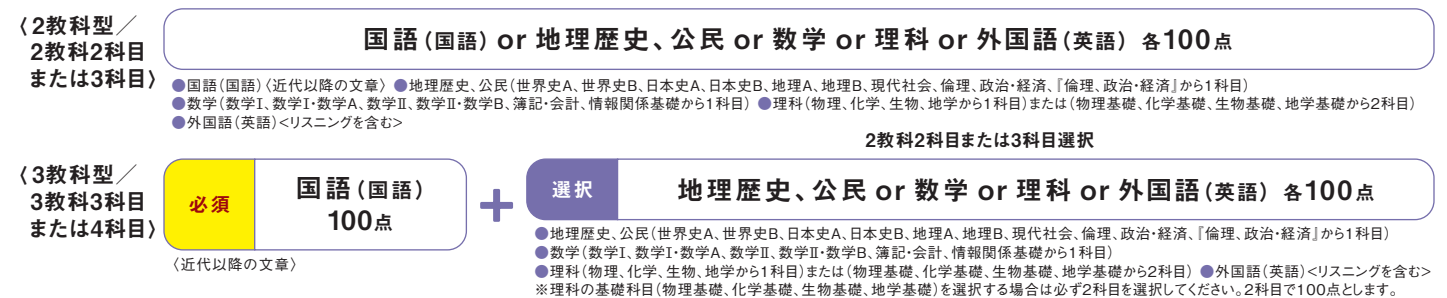 〈2教科型／
2教科2科目
または3科目〉
国語(国語) or 地理歴史、公民 or 数学 or 理科 or 外国語(英語) 各100点
●国語(国語)〈近代以降の文章〉 ●地理歴史、公民(世界史A、世界史B、日本史A、日本史B、地理A、地理B、現代社会、倫理、政治・経済、『倫理、政治・経済』から1科目)
●数学(数学Ⅰ、数学Ⅰ・数学A、数学Ⅱ、数学Ⅱ・数学B、簿記・会計、情報関係基礎から1科目) ●理科(物理、化学、生物、地学から1科目)または(物理基礎、化学基礎、生物基礎、地学基礎から2科目)
●外国語(英語)<リスニングを含む>
2教科2科目または3科目選択
〈3教科型／
3教科3科目
または4科目〉
必須
国語(国語)
100点
〈近代以降の文章〉
+
選択
地理歴史、公民 or 数学 or 理科 or 外国語(英語) 各100点
●地理歴史、公民(世界史A、世界史B、日本史A、日本史B、地理A、地理B、現代社会、倫理、政治・経済、『倫理、政治・経済』から1科目)
●数学(数学Ⅰ、数学Ⅰ・数学A、数学Ⅱ、数学Ⅱ・数学B、簿記・会計、情報関係基礎から1科目)
●理科(物理、化学、生物、地学から1科目)または(物理基礎、化学基礎、生物基礎、地学基礎から2科目) ●外国語(英語)<リスニングを含む>
※理科の基礎科目(物理基礎、化学基礎、生物基礎、地学基礎)を選択する場合は必ず2科目を選択してください。2科目で100点とします。